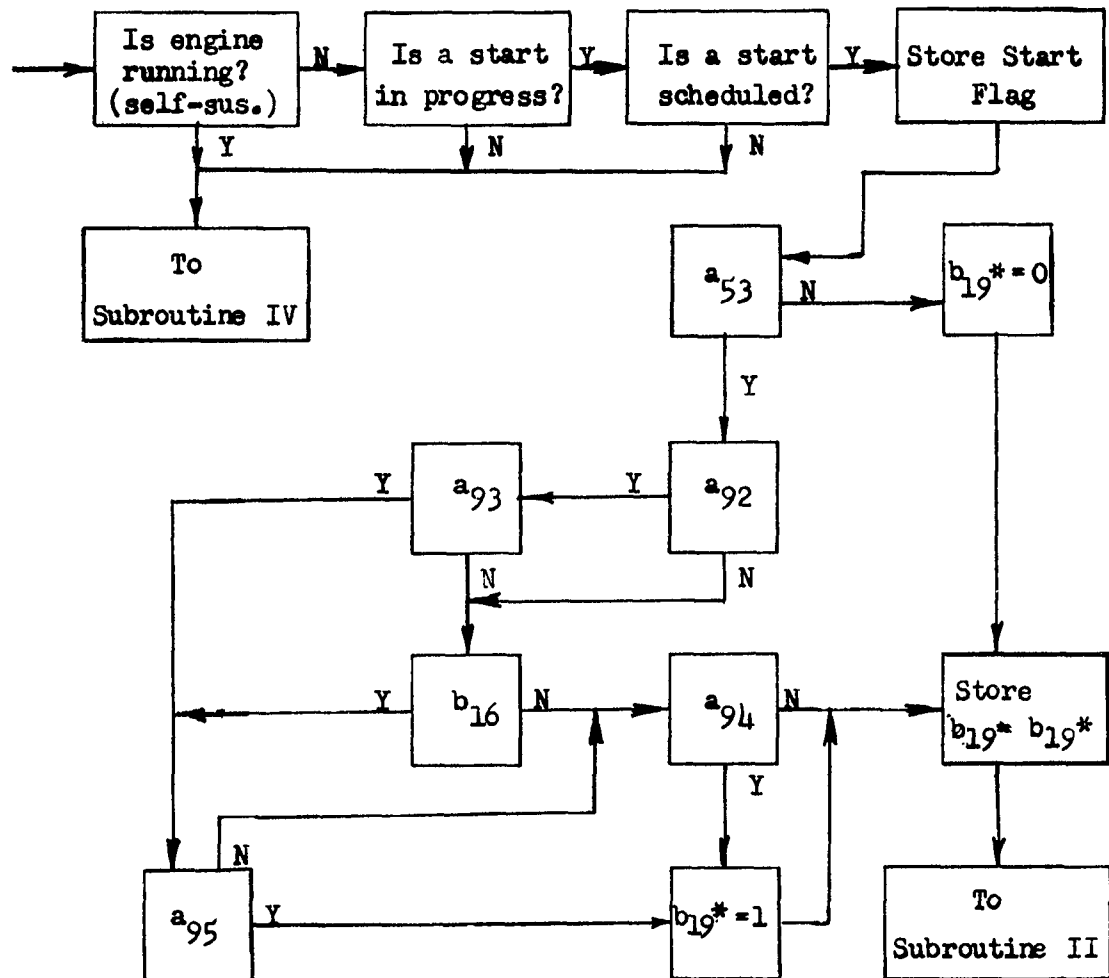 Is engine
running?
(self-sus.)
N
Is a start
in progress?
Y
Is a start
scheduled?
Y
Store Start
Flag
Y
N
N
To
Subroutine IV
a53
N
b19*=0
Y
a93
Y
Y
a92
N
N
b16
Y
N
a94
N
Store
b19= b19*
Y
N
a95
Y
b19*=1
To
Subroutine II